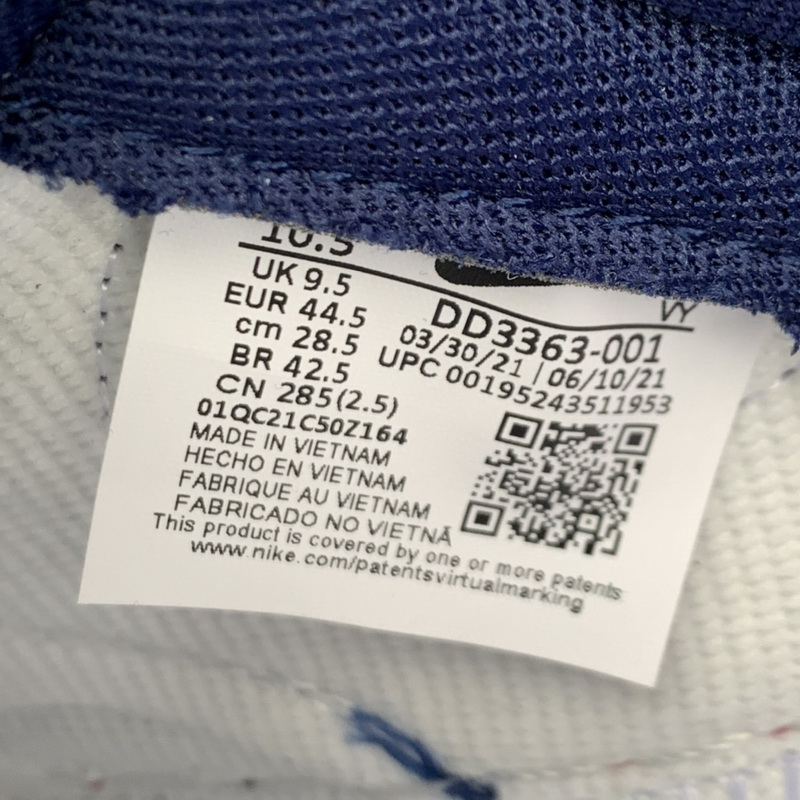 10.5
UK 9.5
EUR 44.5
cm 28.5
BR 42.5
CN 285(2.5)
VY
DD3363-001
03/30/21 | 06/10/21
UPC 00195243511953
01QC21C50Z164
MADE IN VIETNAM
HECHO EN VIETNAM
FABRIQUE AU VIETNAM
FABRICADO NO VIETNÃ
This product is covered by one or more patents
www.nike.com/patentsvirtualmarking